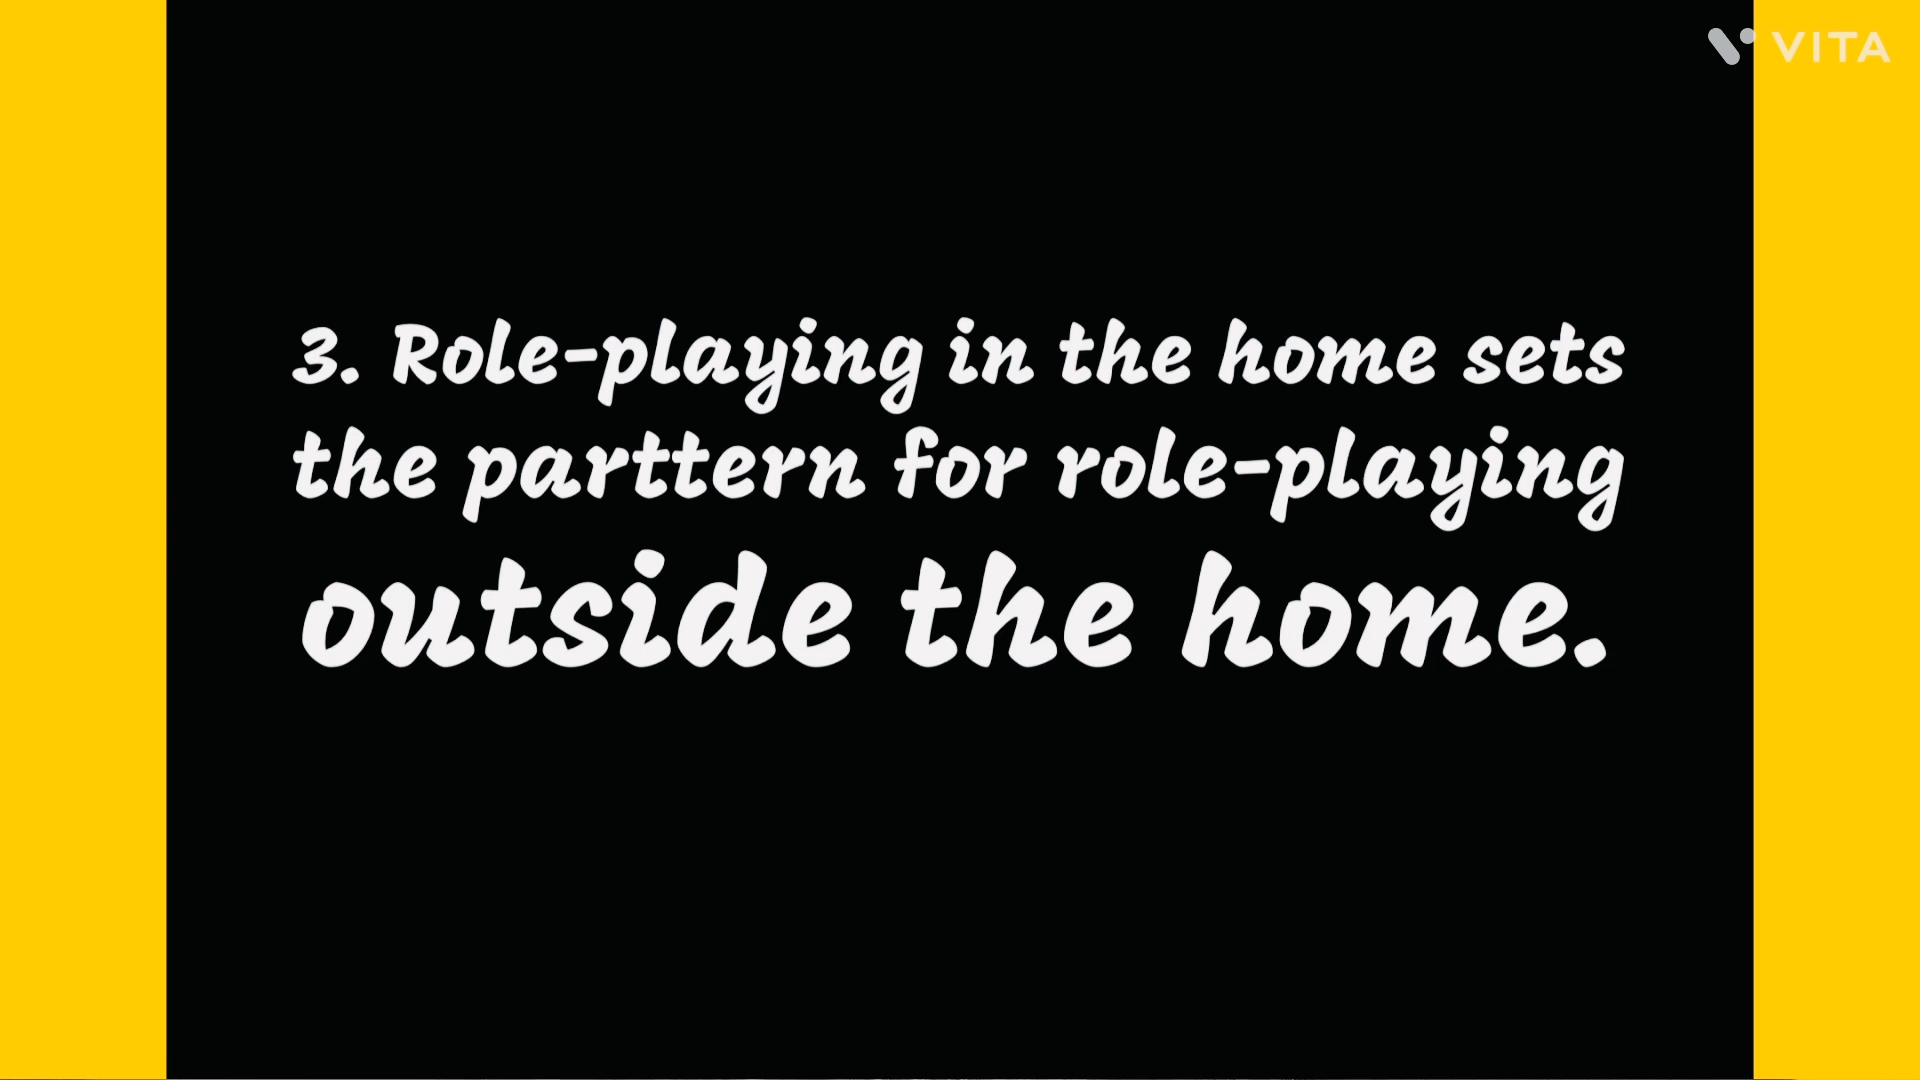 VITA
3. Role-playing in the home sets
the parttern for role-playing
outside the home.